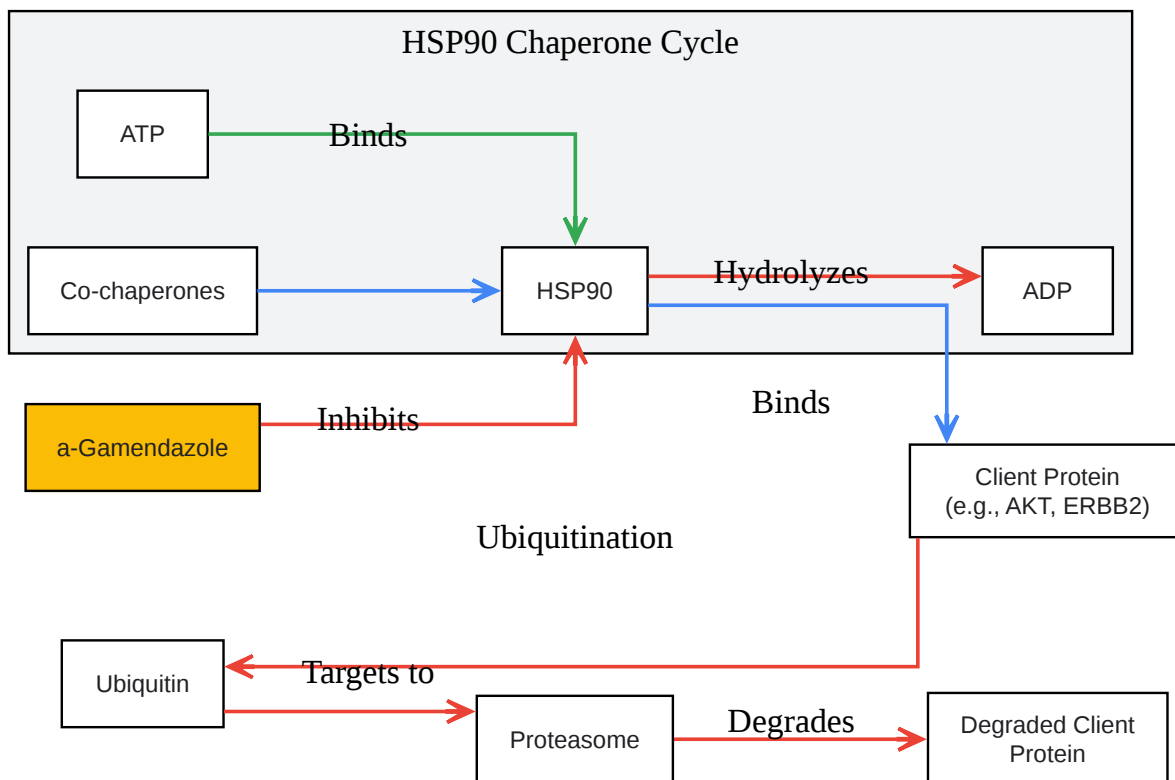 HSP90 Chaperone Cycle
ATP
Binds
Co-chaperones
HSP90
Hydrolyzes
ADP
Binds
a-Gamendazole
Inhibits
Client Protein
(e.g., AKT, ERBB2)
Ubiquitination
Ubiquitin
Targets to
Proteasome
Degrades
Degraded Client
Protein